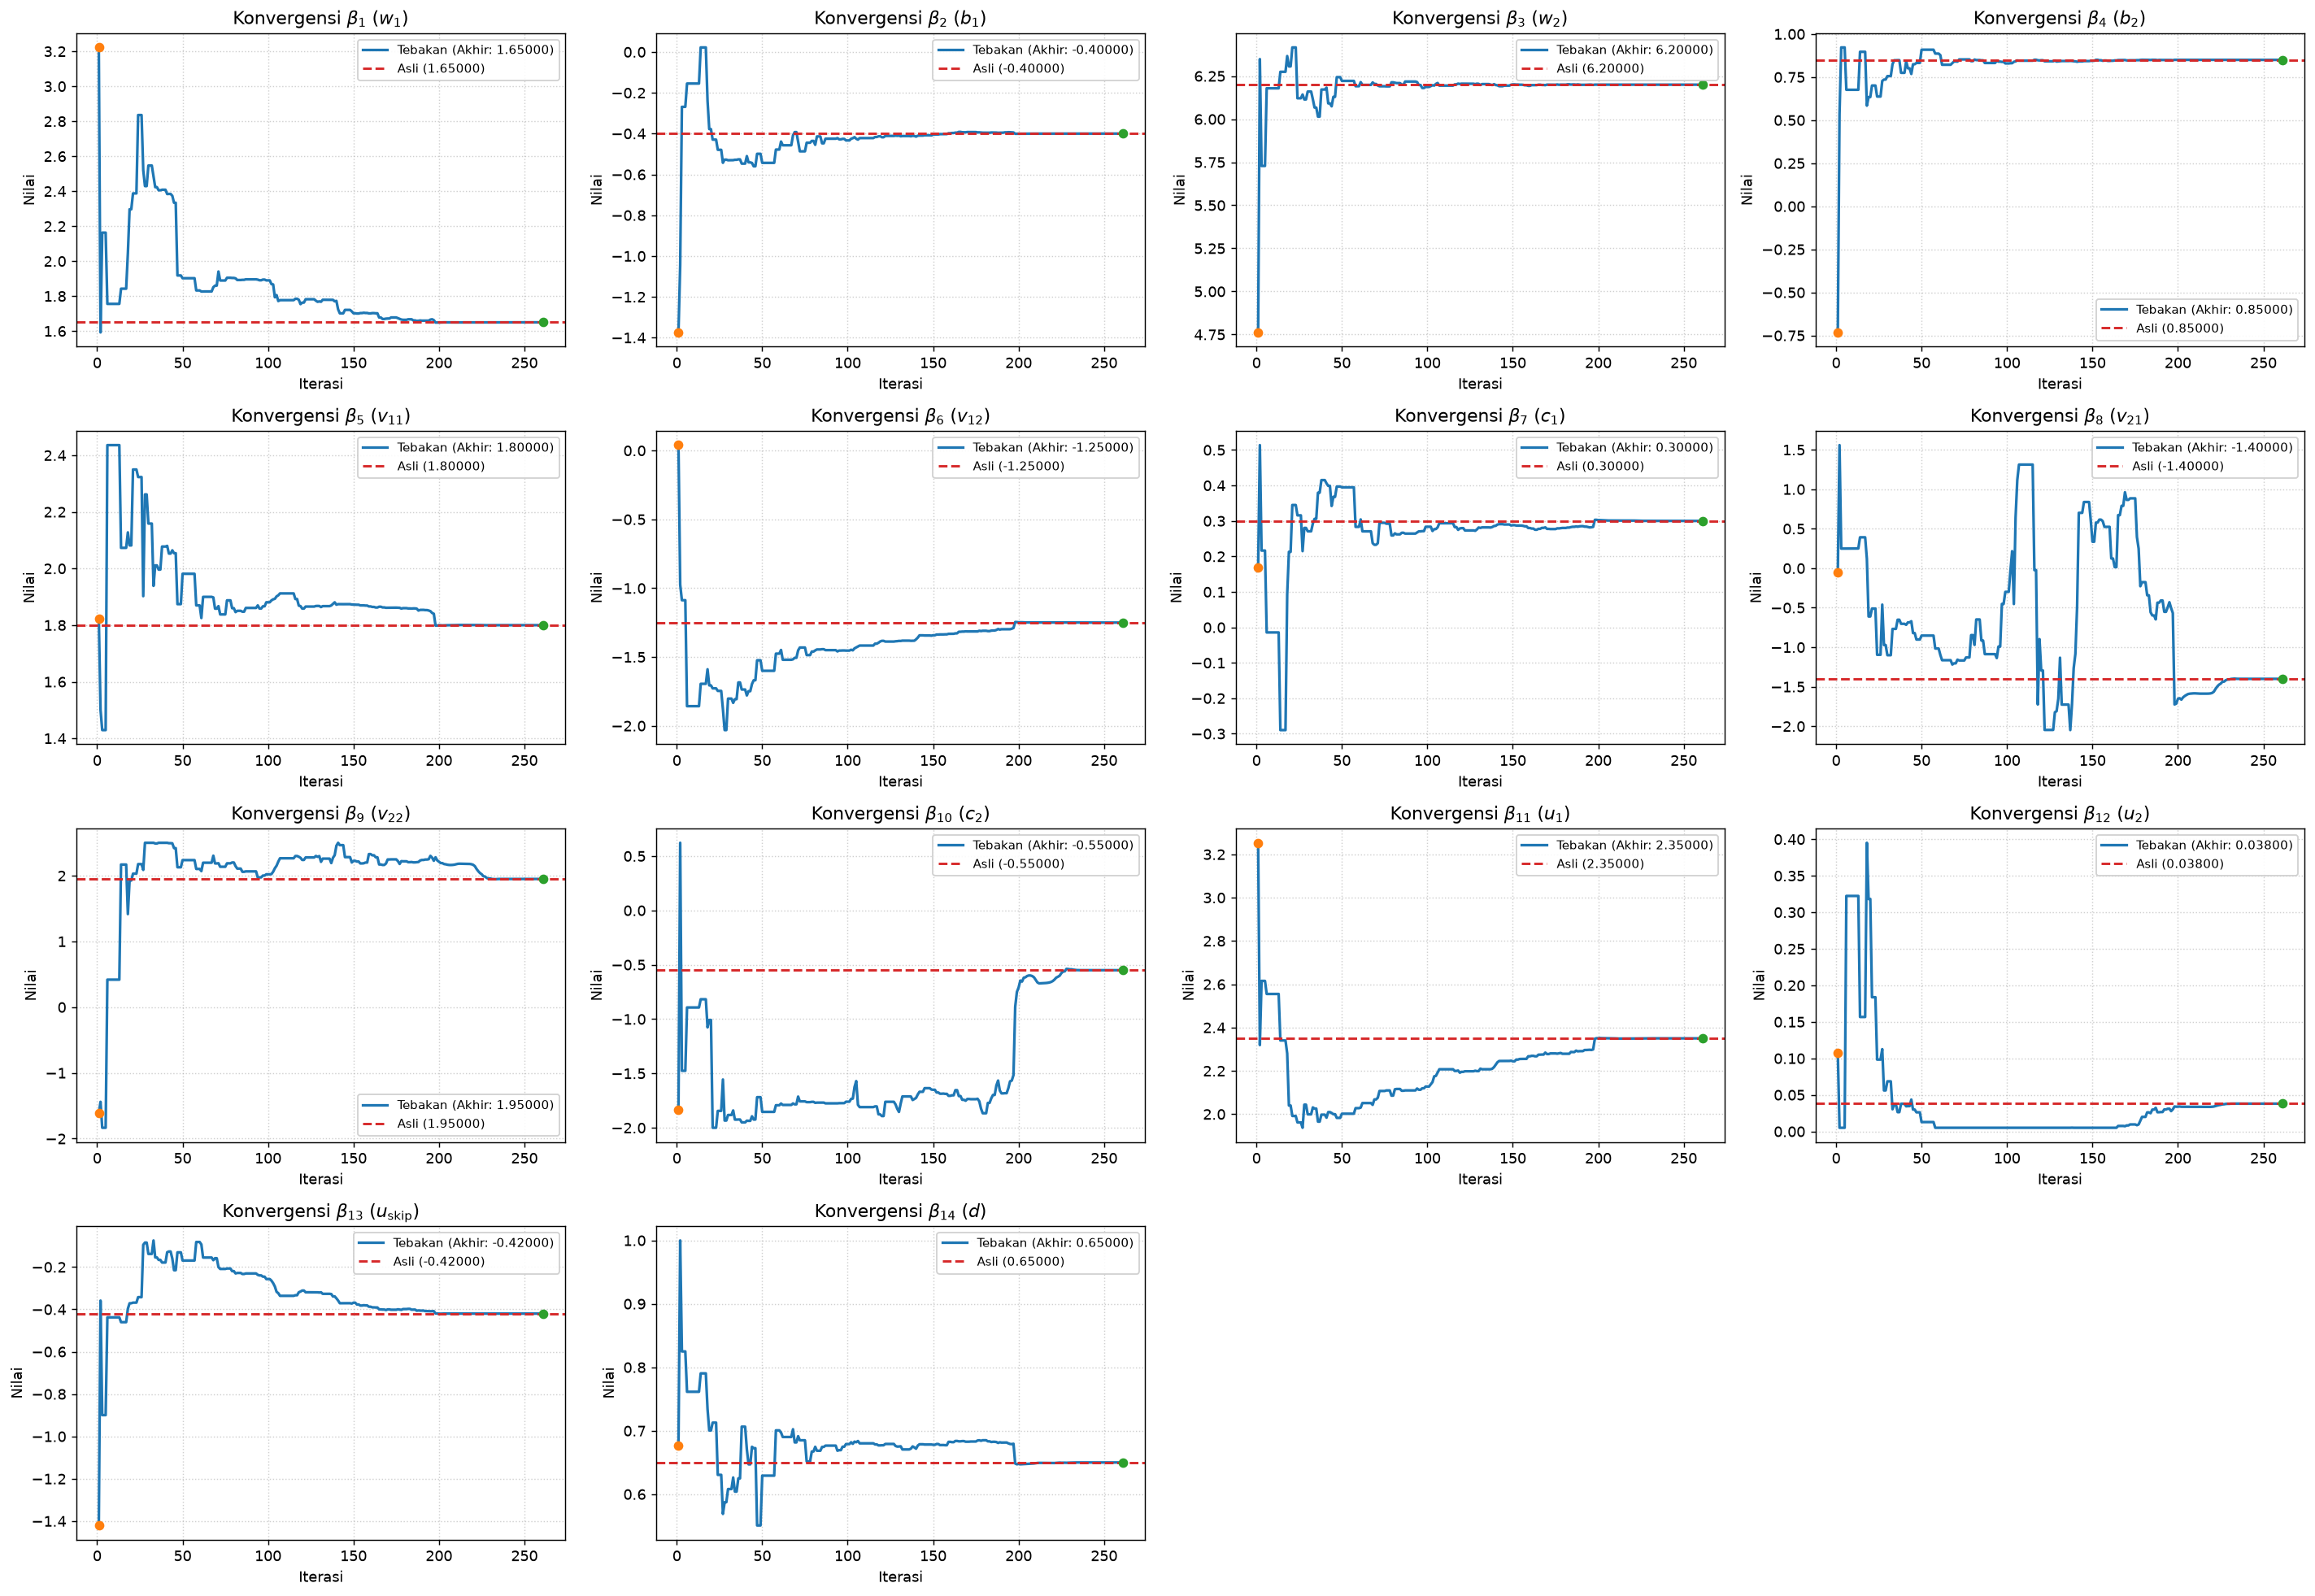 Konvergensi β₁ (w₁)
Tebakan (Akhir: 1.65000)
Asli (1.65000)
Nilai
3.2
3.0
2.8
2.6
2.4
2.2
2.0
1.8
1.6
0 50 100 150 200 250
Iterasi
Konvergensi β₂ (b₁)
Tebakan (Akhir: -0.40000)
Asli (-0.40000)
Nilai
0.0
−0.2
−0.4
−0.6
−0.8
−1.0
−1.2
−1.4
0 50 100 150 200 250
Iterasi
Konvergensi β₃ (w₂)
Tebakan (Akhir: 6.20000)
Asli (6.20000)
Nilai
6.25
6.00
5.75
5.50
5.25
5.00
4.75
0 50 100 150 200 250
Iterasi
Konvergensi β₄ (b₂)
Nilai
1.00
0.75
0.50
0.25
0.00
−0.25
−0.50
−0.75
Tebakan (Akhir: 0.85000)
Asli (0.85000)
0 50 100 150 200 250
Iterasi
Konvergensi β₅ (v₁₁)
Tebakan (Akhir: 1.80000)
Asli (1.80000)
Nilai
2.4
2.2
2.0
1.8
1.6
1.4
0 50 100 150 200 250
Iterasi
Konvergensi β₆ (v₁₂)
Tebakan (Akhir: -1.25000)
Asli (-1.25000)
Nilai
0.0
−0.5
−1.0
−1.5
−2.0
0 50 100 150 200 250
Iterasi
Konvergensi β₇ (c₁)
Tebakan (Akhir: 0.30000)
Asli (0.30000)
Nilai
0.5
0.4
0.3
0.2
0.1
0.0
−0.1
−0.2
−0.3
0 50 100 150 200 250
Iterasi
Konvergensi β₈ (v₂₁)
Tebakan (Akhir: -1.40000)
Asli (-1.40000)
Nilai
1.5
1.0
0.5
0.0
−0.5
−1.0
−1.5
−2.0
0 50 100 150 200 250
Iterasi
Konvergensi β₉ (v₂₂)
Nilai
2
1
0
−1
−2
Tebakan (Akhir: 1.95000)
Asli (1.95000)
0 50 100 150 200 250
Iterasi
Konvergensi β₁₀ (c₂)
Tebakan (Akhir: -0.55000)
Asli (-0.55000)
Nilai
0.5
0.0
−0.5
−1.0
−1.5
−2.0
0 50 100 150 200 250
Iterasi
Konvergensi β₁₁ (u₁)
Tebakan (Akhir: 2.35000)
Asli (2.35000)
Nilai
3.2
3.0
2.8
2.6
2.4
2.2
2.0
0 50 100 150 200 250
Iterasi
Konvergensi β₁₂ (u₂)
Tebakan (Akhir: 0.03800)
Asli (0.03800)
Nilai
0.40
0.35
0.30
0.25
0.20
0.15
0.10
0.05
0.00
0 50 100 150 200 250
Iterasi
Konvergensi β₁₃ (u_skip)
Tebakan (Akhir: -0.42000)
Asli (-0.42000)
Nilai
−0.2
−0.4
−0.6
−0.8
−1.0
−1.2
−1.4
0 50 100 150 200 250
Iterasi
Konvergensi β₁₄ (d)
Tebakan (Akhir: 0.65000)
Asli (0.65000)
Nilai
1.0
0.9
0.8
0.7
0.6
0 50 100 150 200 250
Iterasi